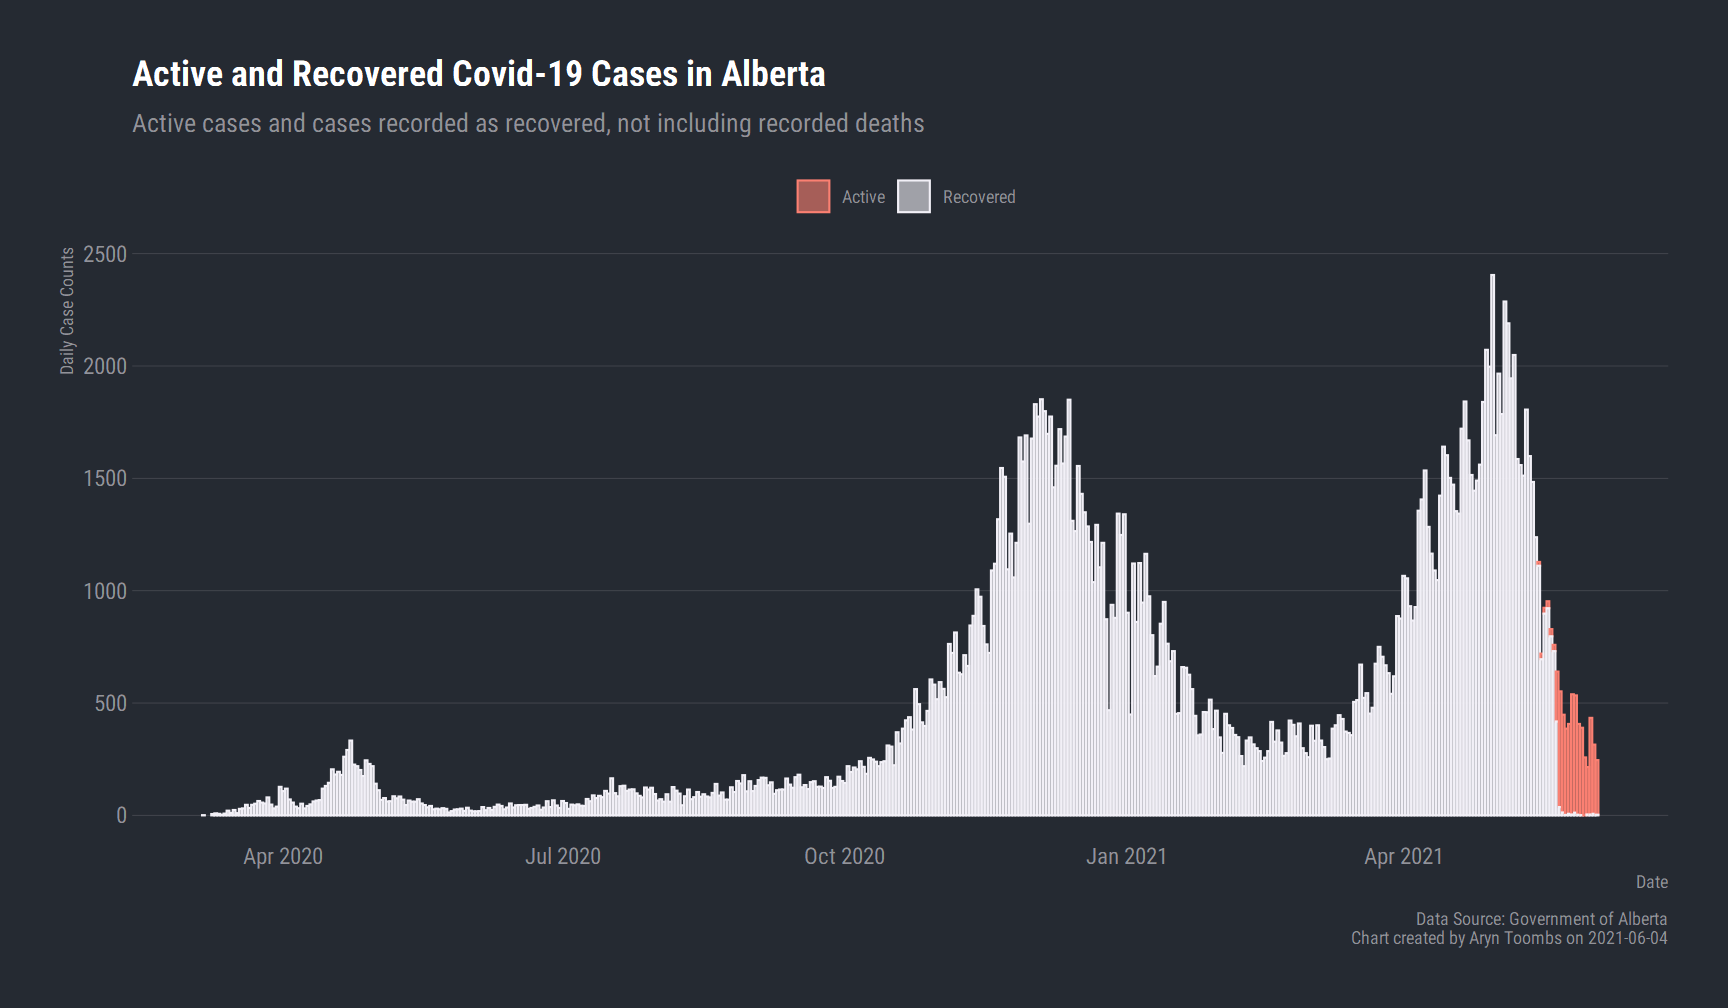 Active and Recovered Covid-19 Cases in Alberta
Active cases and cases recorded as recovered, not including recorded deaths
Active
Recovered
Daily Case Counts
2500
2000
1500
1000
500
0
Apr 2020
Jul 2020
Oct 2020
Jan 2021
Apr 2021
Date
Data Source: Government of Alberta
Chart created by Aryn Toombs on 2021-06-04